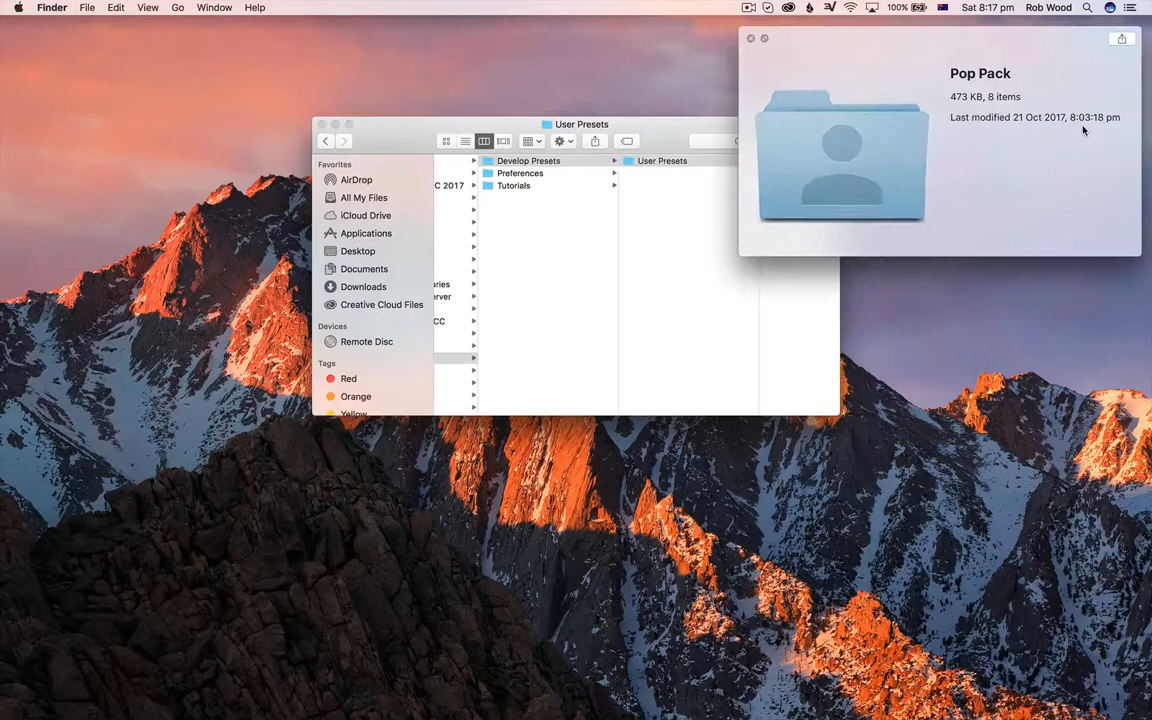 Finder File Edit View Go Window Help 100% Sat 8:17 pm Rob Wood
Pop Pack
473 KB, 8 items
Last modified 21 Oct 2017, 8:03:18 pm
User Presets
Favorites
AirDrop
All My Files
iCloud Drive
Applications
Desktop
Documents
Downloads
Creative Cloud Files
Devices
Remote Disc
Tags
Red
Orange
Yellow
C 2017
aries
erver
CC
Develop Presets
Preferences
Tutorials
User Presets